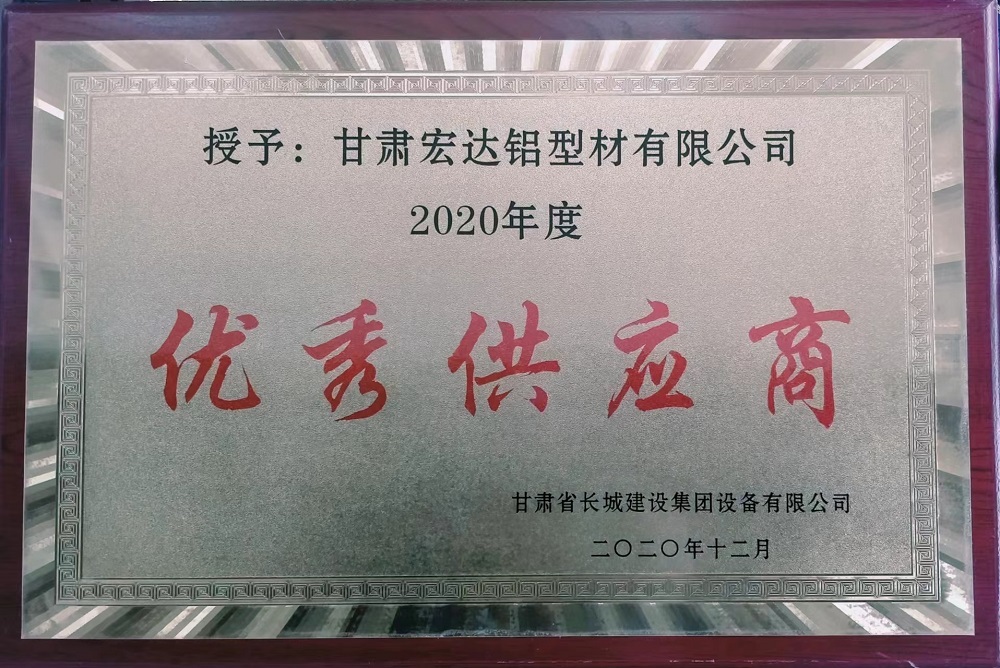 授予：甘肃宏达铝型材有限公司
2020年度
优秀供应商
甘肃省长城建设集团设备有限公司
二〇二〇年十二月